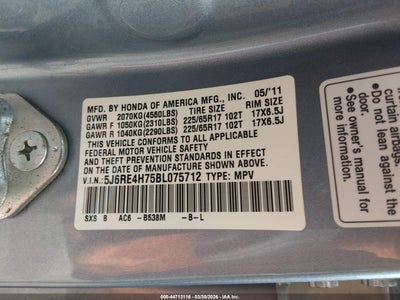 MFD. BY HONDA OF AMERICA MFG., INC. 05/'11
TIRE SIZE RIM SIZE
GVWR 2070KG(4560LBS)
GAWR F 1050KG(2310LBS) 225/65R17 102T 17X6.5J
GAWR R 1040KG(2290LBS) 225/65R17 102T 17X6.5J
THIS VEHICLE CONFORMS TO ALL APPLICABLE
FEDERAL MOTOR VEHICLE SAFETY
AND THEFT PREVENTION STANDARDS IN
EFFECT ON THE DATE OF MANUFACTURE
SHOWN ABOVE.
V.I.N.: 5J6RE4H75BL075712 TYPE: MPV
SXS B AC6 -B538M -B-L
curtain airbags.
•Do not lean against
door.
•See owner's manual
more information.
000-44713116 - 03/30/2026 - IAA Inc.